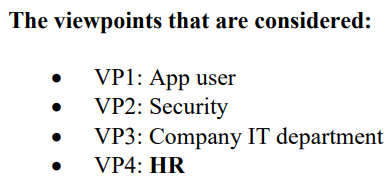 The viewpoints that are considered:
• VP1: App user
• VP2: Security
• VP3: Company IT department
• VP4: HR